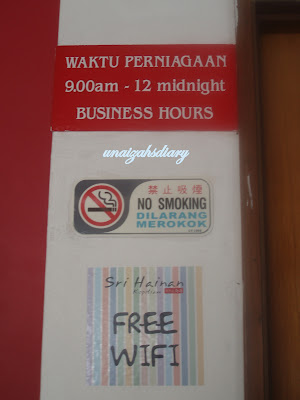 WAKTU PERNIAGAAN
9.00am - 12 midnight
BUSINESS HOURS
unaizahsdiary
禁止吸煙
NO SMOKING
DILARANG
MEROKOK
Sri Hainan
Kopitiam
FREE
WIFI